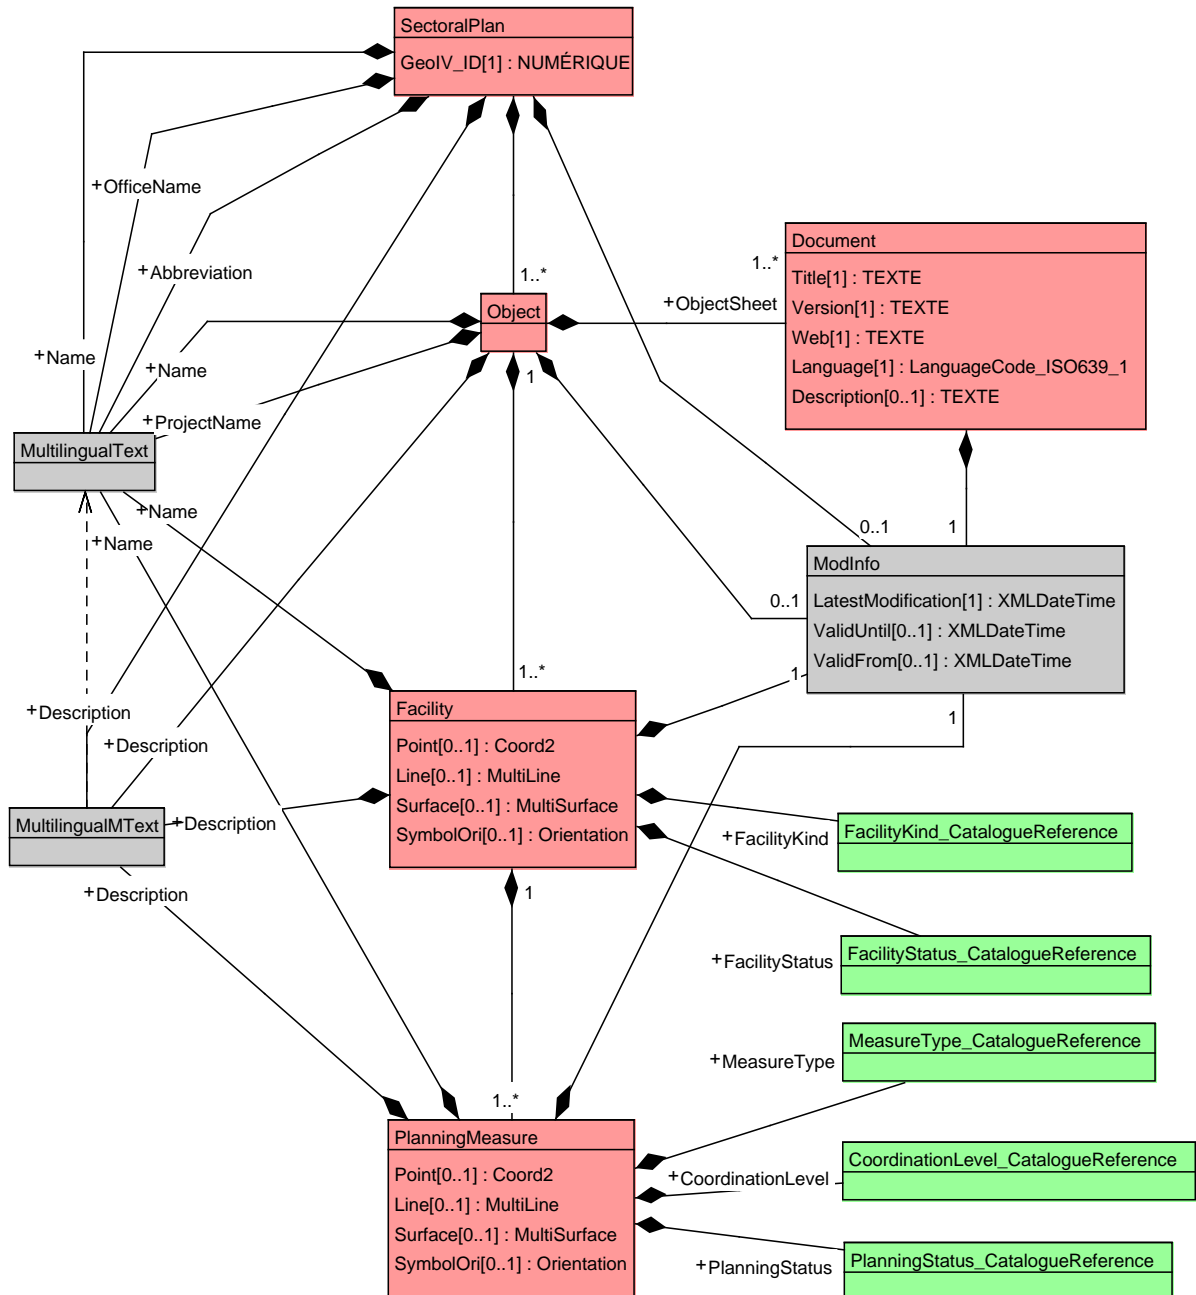 SectoralPlan
GeoIV_ID[1] : NUMÉRIQUE
+OfficeName
+Abbreviation
Document
Title[1] : TEXTE
Version[1] : TEXTE
Web[1] : TEXTE
Language[1] : LanguageCode_ISO639_1
Description[0..1] : TEXTE
1..*
+ObjectSheet
1..*
Object
1
+Name
+Name
+ProjectName
MultilingualText
+Name
+Name
0..1
1
ModInfo
LatestModification[1] : XMLDateTime
ValidUntil[0..1] : XMLDateTime
ValidFrom[0..1] : XMLDateTime
0..1
1
1
1..*
Facility
Point[0..1] : Coord2
Line[0..1] : MultiLine
Surface[0..1] : MultiSurface
SymbolOri[0..1] : Orientation
+Description
+Description
MultilingualMText
+Description
+Description
1
+FacilityKind
FacilityKind_CatalogueReference
+FacilityStatus
FacilityStatus_CatalogueReference
+MeasureType
MeasureType_CatalogueReference
1..*
PlanningMeasure
Point[0..1] : Coord2
Line[0..1] : MultiLine
Surface[0..1] : MultiSurface
SymbolOri[0..1] : Orientation
+CoordinationLevel
CoordinationLevel_CatalogueReference
+PlanningStatus
PlanningStatus_CatalogueReference